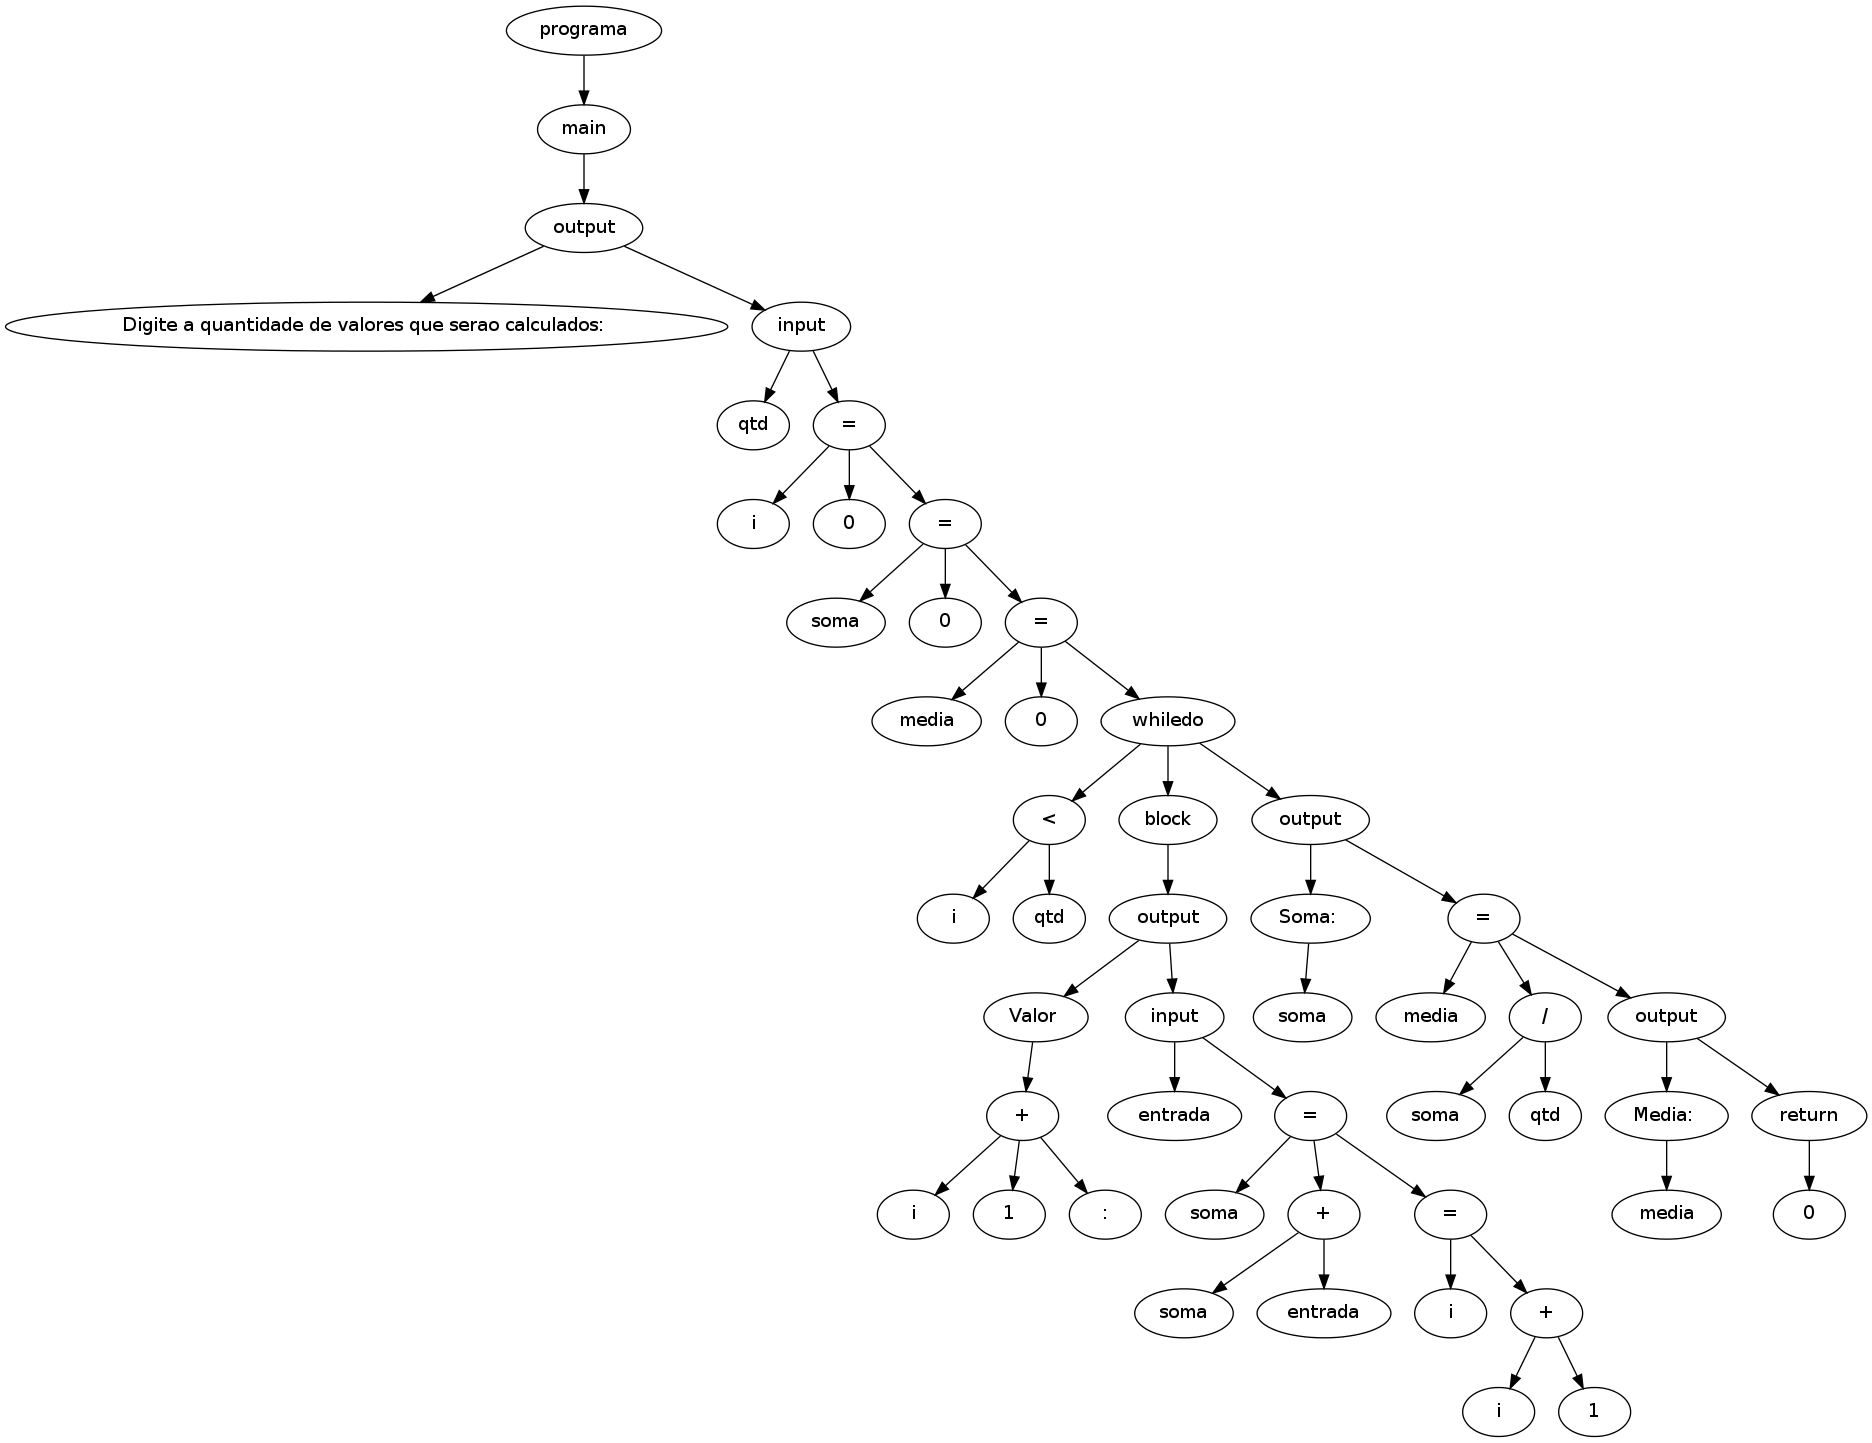 programa
main
output
Digite a quantidade de valores que serao calculados:
input
qtd
=
i
0
=
soma
0
=
media
0
whiledo
<
block
output
i
qtd
output
Soma:
=
Valor
input
soma
media
/
output
+
entrada
=
soma
qtd
Media:
return
i
1
:
soma
+
=
media
0
soma
entrada
i
+
i
1